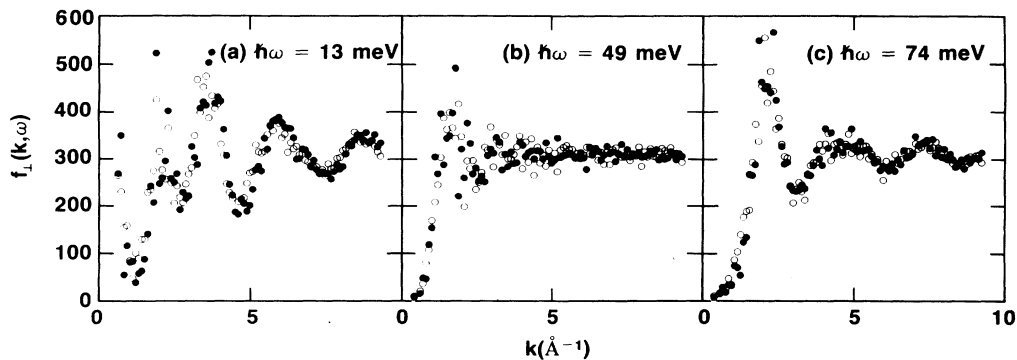 600
500
400
300
200
100
0
f⊥(k,ω)
(a) ħω = 13 meV
(b) ħω = 49 meV
(c) ħω = 74 meV
0 5 0 5 0 5 10
k(Å⁻¹)